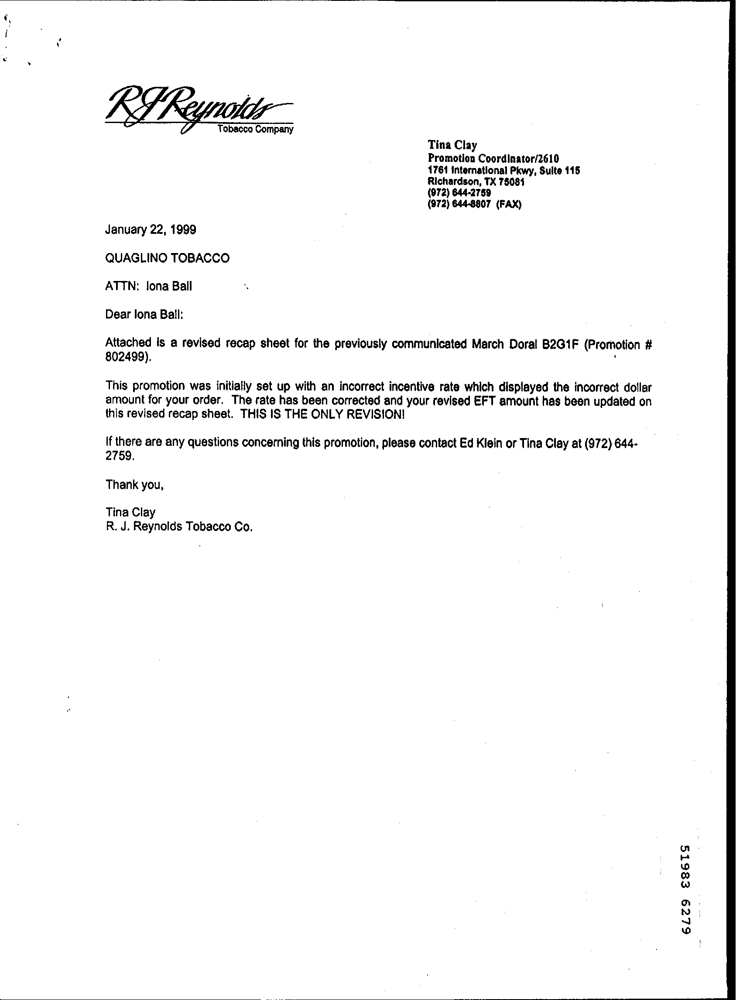 RJReynolds
Tobacco Company
Tina Clay
Promotion Coordinator/2610
1761 International Pkwy, Suite 115
Richardson, TX 75081
(972) 644-2759
(972) 644-8807 (FAX)
January 22, 1999
QUAGLINO TOBACCO
ATTN: Iona Ball
Dear Iona Ball:
Attached is a revised recap sheet for the previously communicated March Doral B2G1F (Promotion #
802499).
This promotion was initially set up with an incorrect incentive rate which displayed the incorrect dollar
amount for your order. The rate has been corrected and your revised EFT amount has been updated on
this revised recap sheet. THIS IS THE ONLY REVISION!
If there are any questions concerning this promotion, please contact Ed Klein or Tina Clay at (972) 644-
2759.
Thank you,
Tina Clay
R. J. Reynolds Tobacco Co.
51983 6279